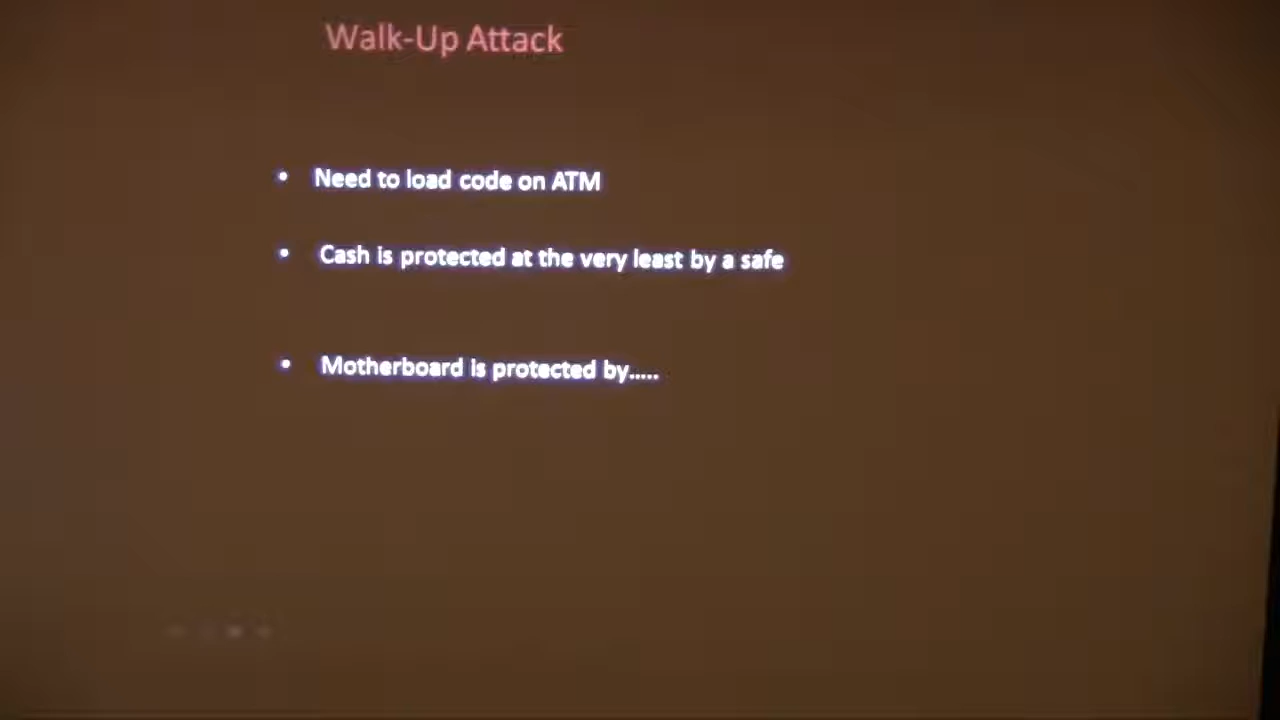 Walk-Up Attack
• Need to load code on ATM
• Cash is protected at the very least by a safe
• Motherboard is protected by.....